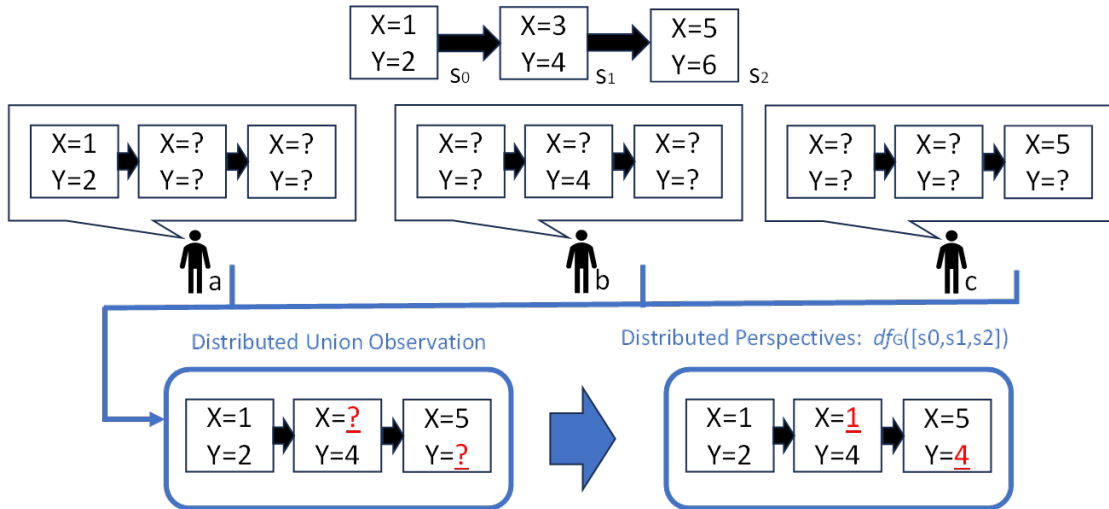 X=1
Y=2
s0
X=3
Y=4
s1
X=5
Y=6
s2
X=1
Y=2
X=?
Y=?
X=?
Y=?
a
X=?
Y=?
X=?
Y=4
X=?
Y=?
b
X=?
Y=?
X=?
Y=?
X=5
Y=?
c
Distributed Union Observation
X=1
Y=2
X=?
Y=4
X=5
Y=?
Distributed Perspectives: dfG([s0,s1,s2])
X=1
Y=2
X=1
Y=4
X=5
Y=4